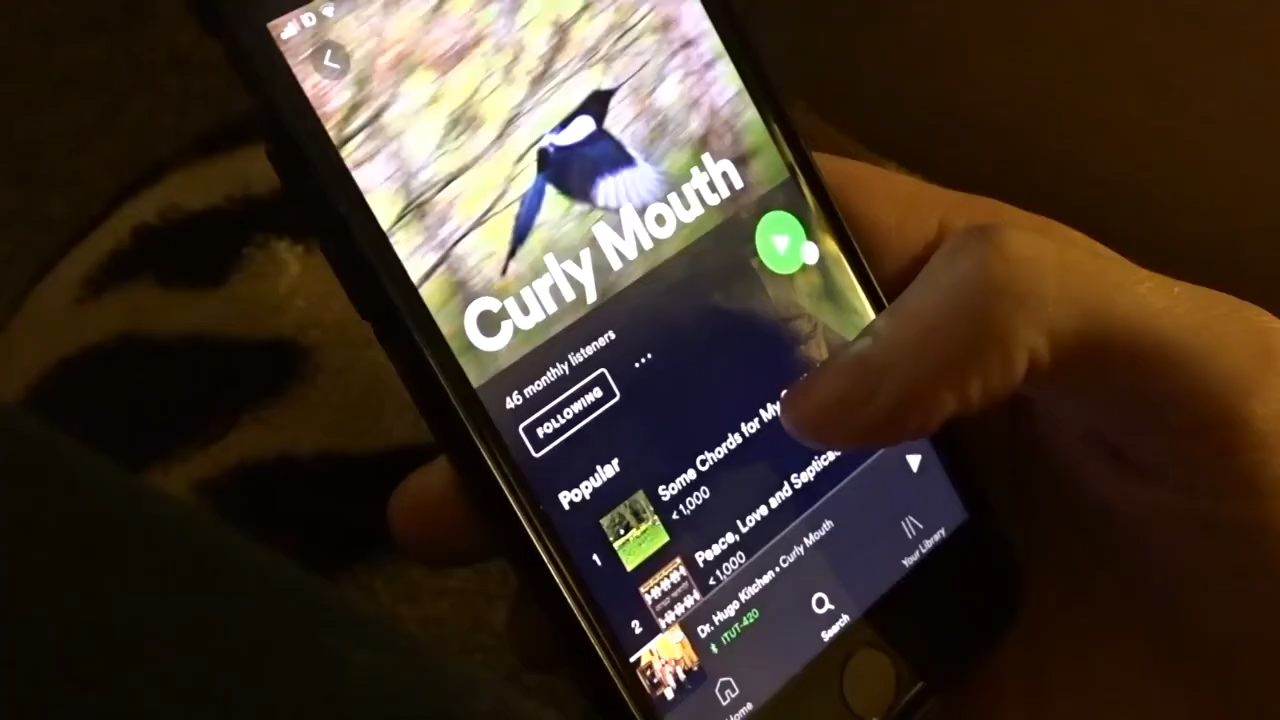 Curly Mouth
46 monthly listeners
FOLLOWING
Popular
1
Some Chords for My
<1,000
2
Peace, Love and Septica
<1,000
Dr. Hugo Kitchen • Curly Mouth
ITUT-420
Home
Search
Your Library